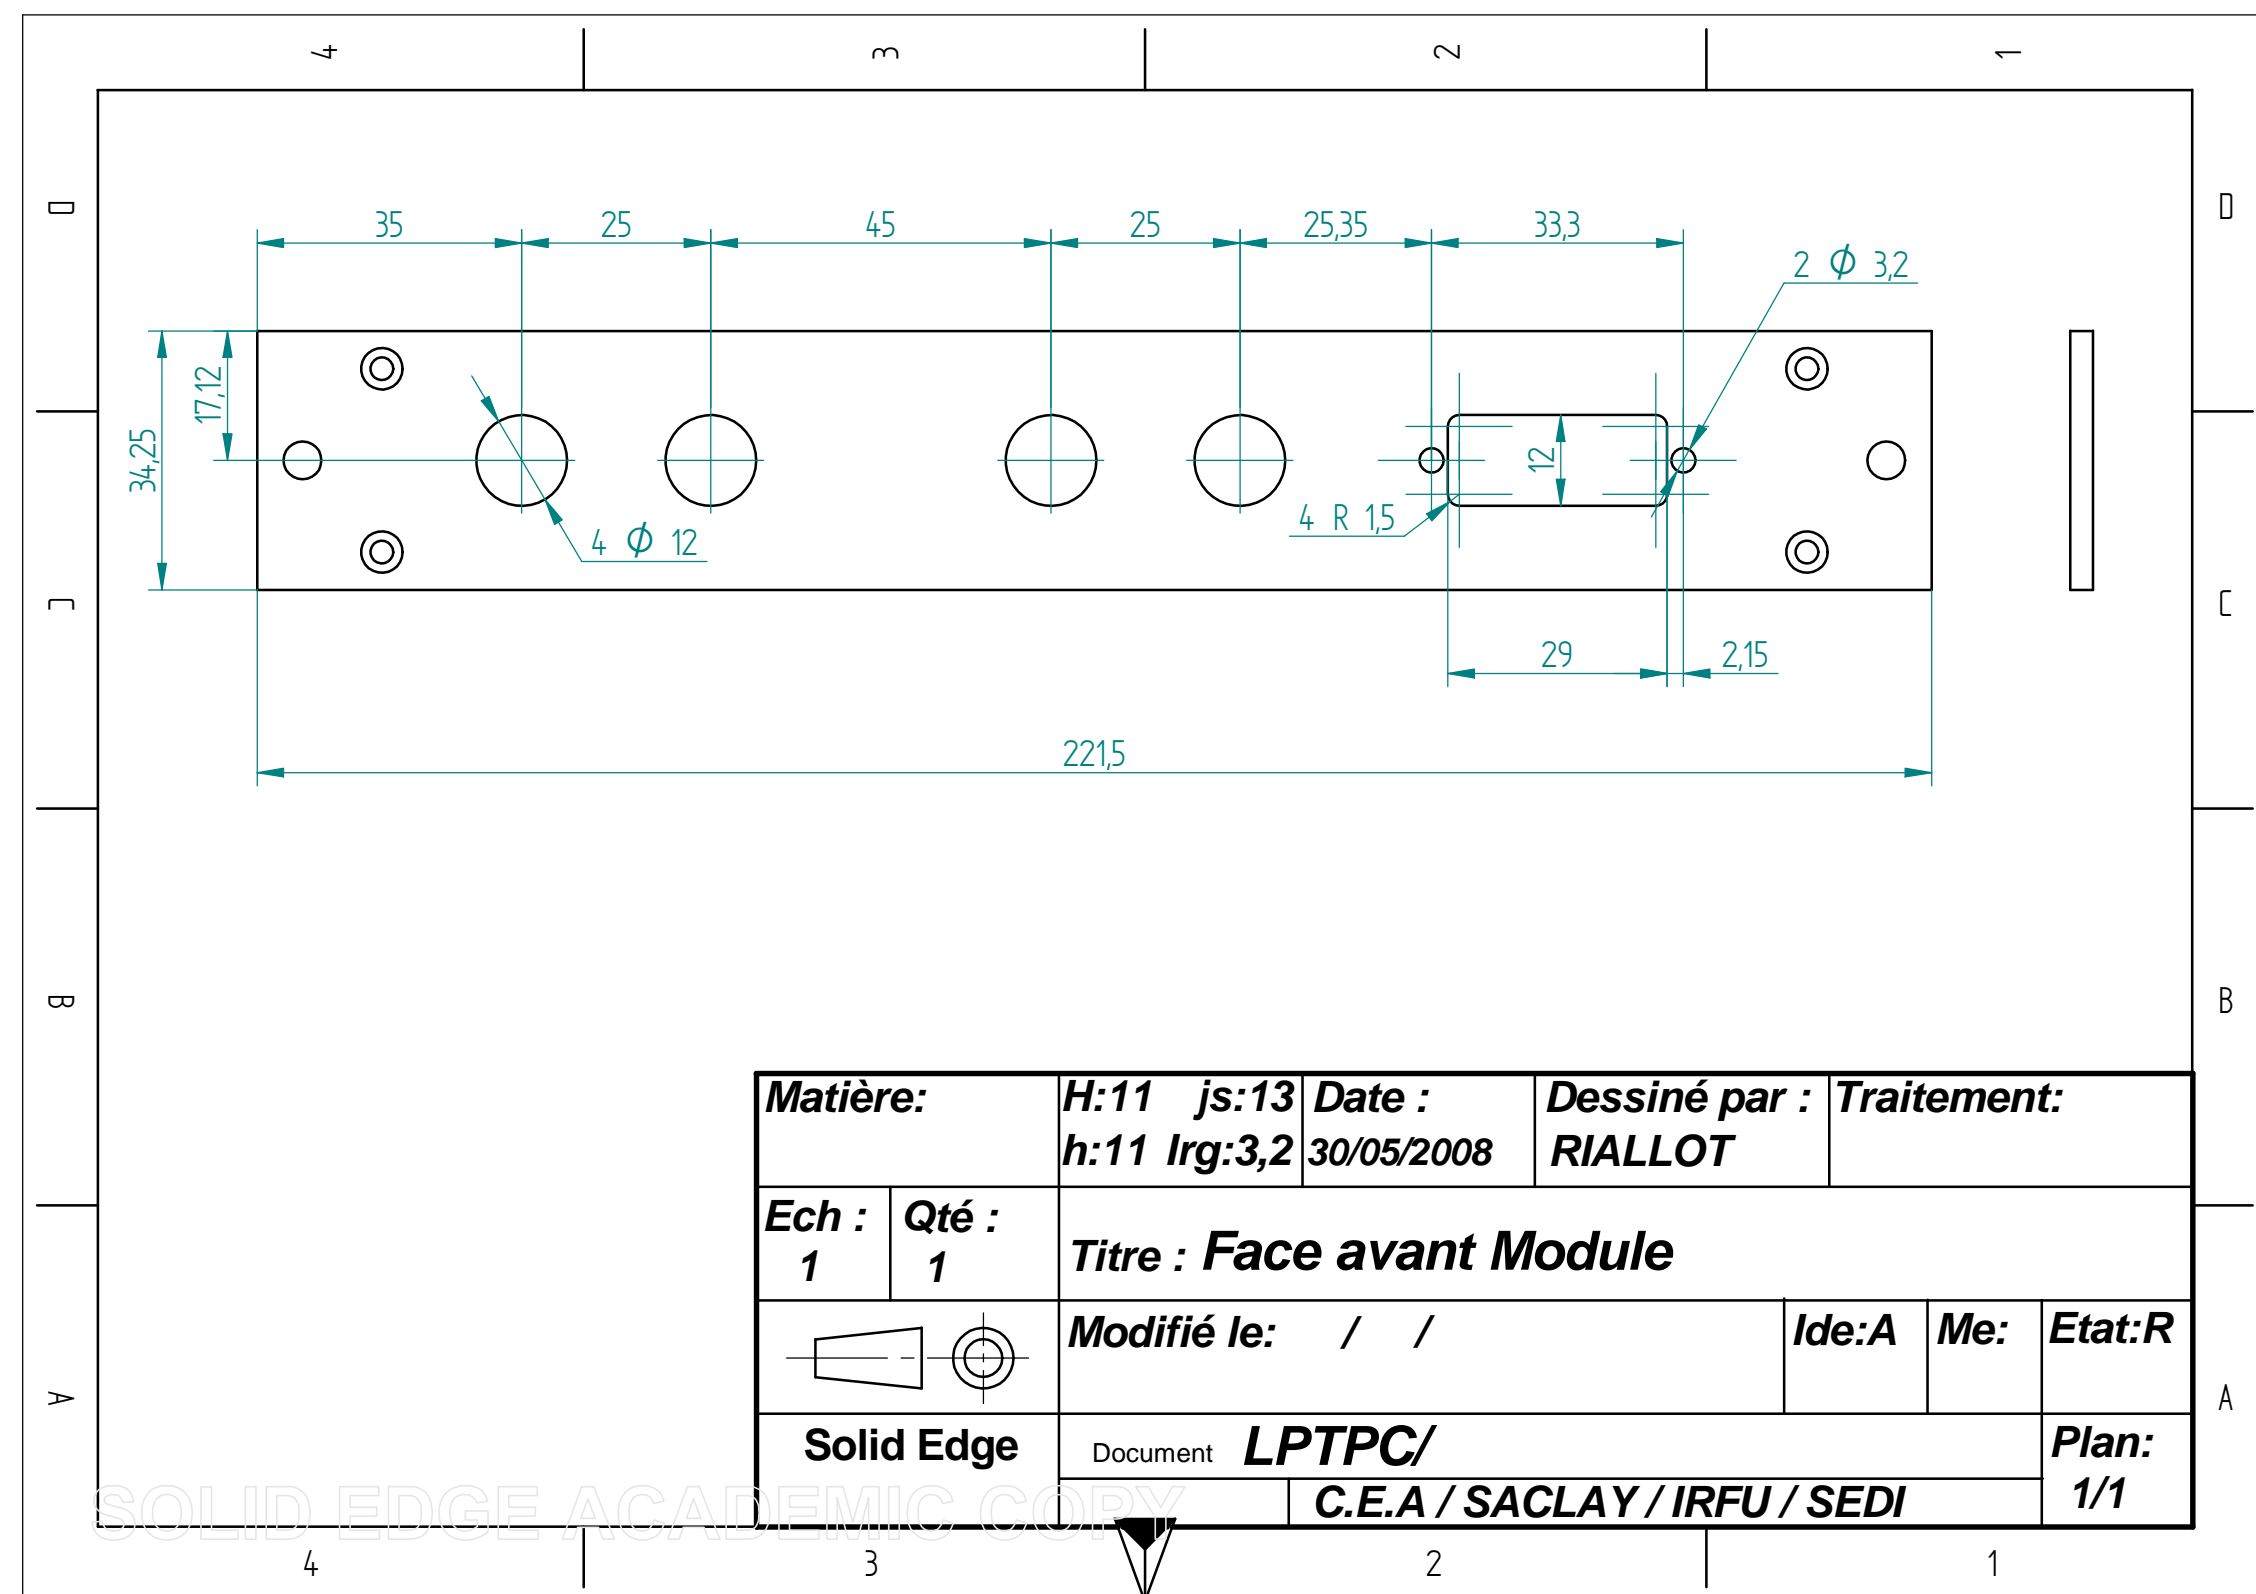 4 3 2 1
D D
35 25 45 25 25,35 33,3
2 Ø 3,2
17,12
34,25
12
4 R 1,5
4 Ø 12
C C
29 2,15
221,5
B B
Matière: H:11 js:13 Date : Dessiné par : Traitement:
h:11 lrg:3,2 30/05/2008 RIALLOT
Ech : Qté :
1 1
Titre : Face avant Module
Modifié le: / / Ide:A Me: Etat:R
A A
Solid Edge Document LPTPC/ Plan:
1/1
C.E.A / SACLAY / IRFU / SEDI
SOLID EDGE ACADEMIC COPY
4 3 2 1